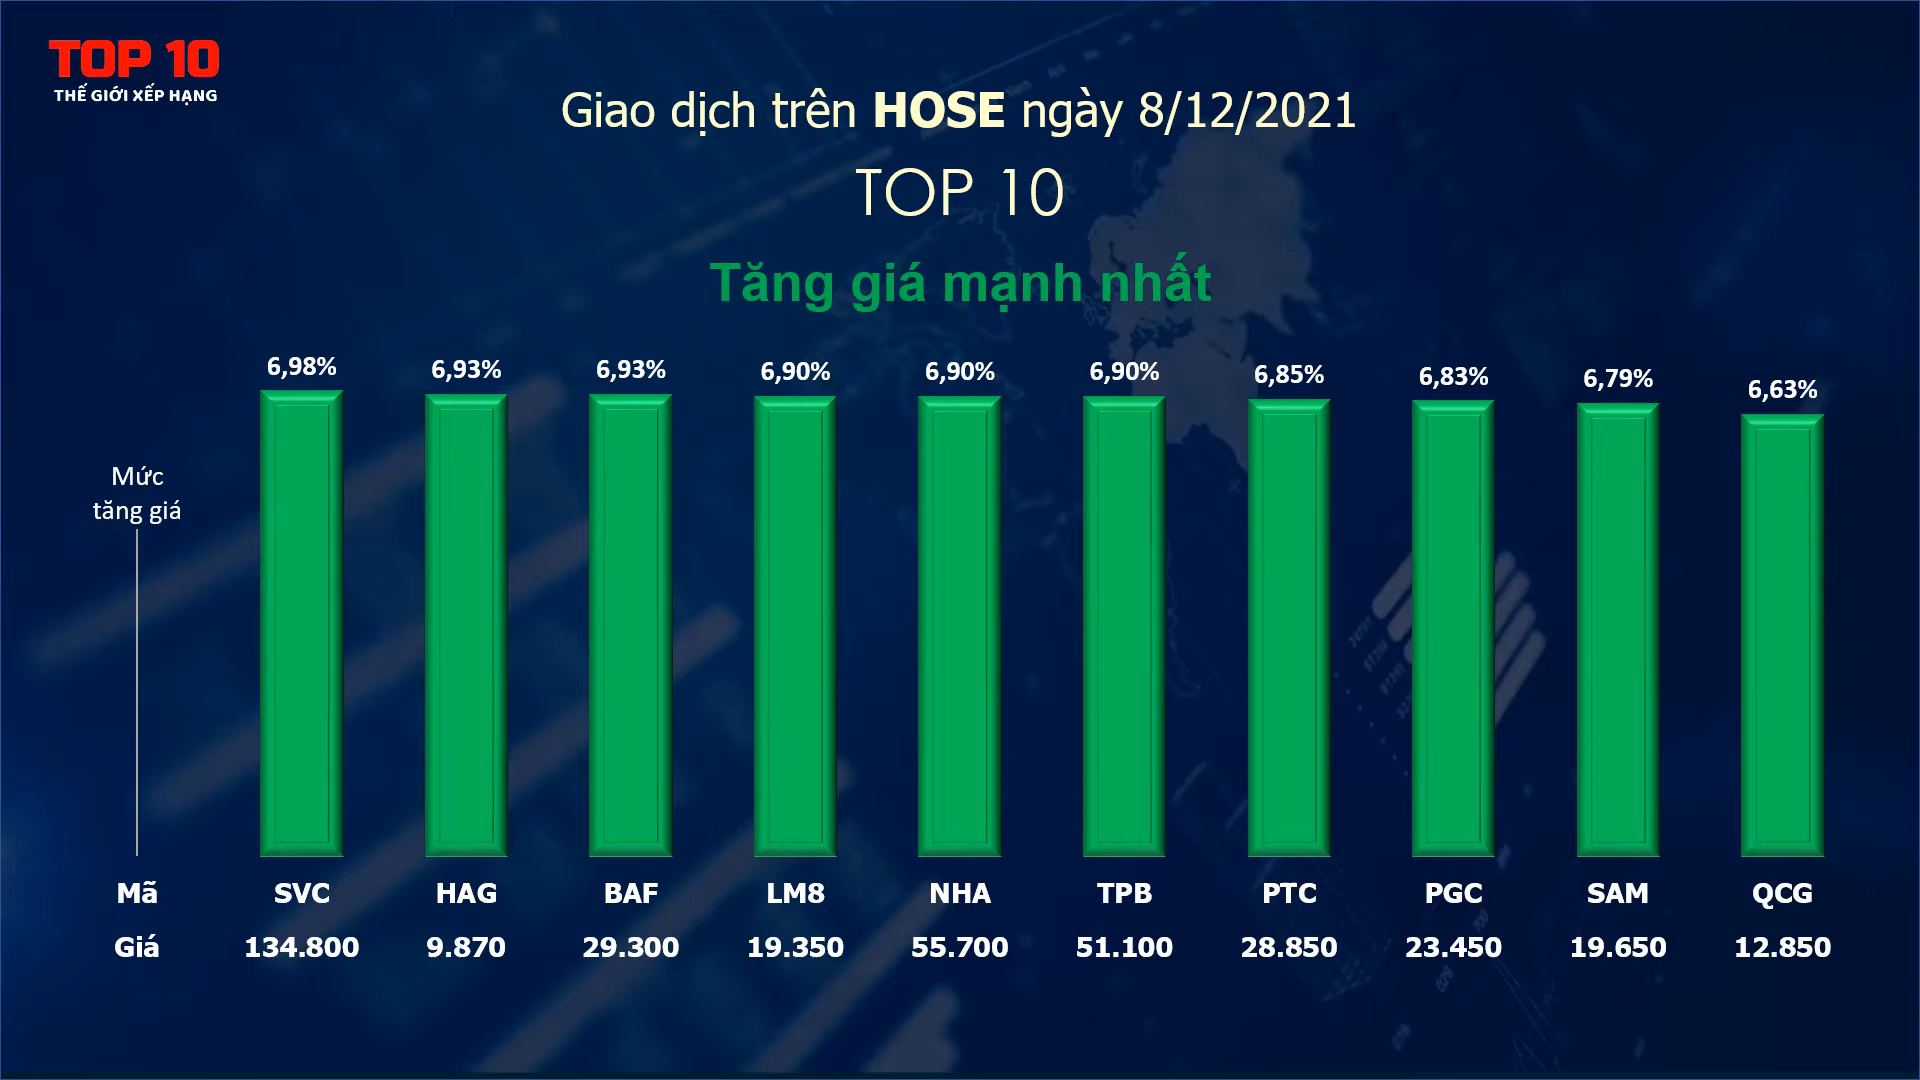 TOP 10
THẾ GIỚI XẾP HẠNG
Giao dịch trên HOSE ngày 8/12/2021
TOP 10
Tăng giá mạnh nhất
6,98% 6,93% 6,93% 6,90% 6,90% 6,90% 6,85% 6,83% 6,79% 6,63%
Mức
tăng giá
Mã SVC HAG BAF LM8 NHA TPB PTC PGC SAM QCG
Giá 134.800 9.870 29.300 19.350 55.700 51.100 28.850 23.450 19.650 12.850